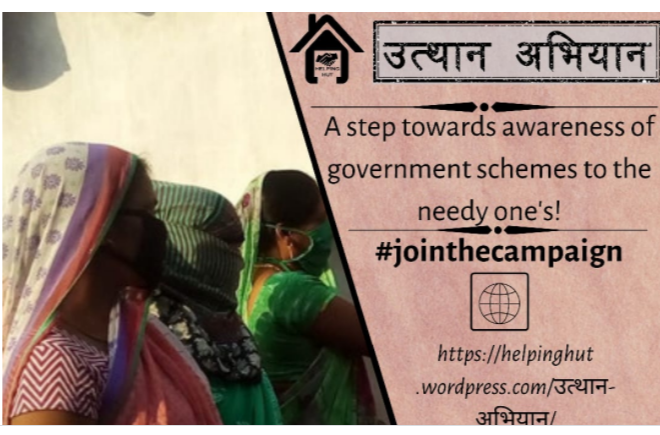 HELPING
HUT
उत्थान अभियान
A step towards awareness of
government schemes to the
needy one's!
#jointhecampaign
https://helpinghut
.wordpress.com/उत्थान-
अभियान/